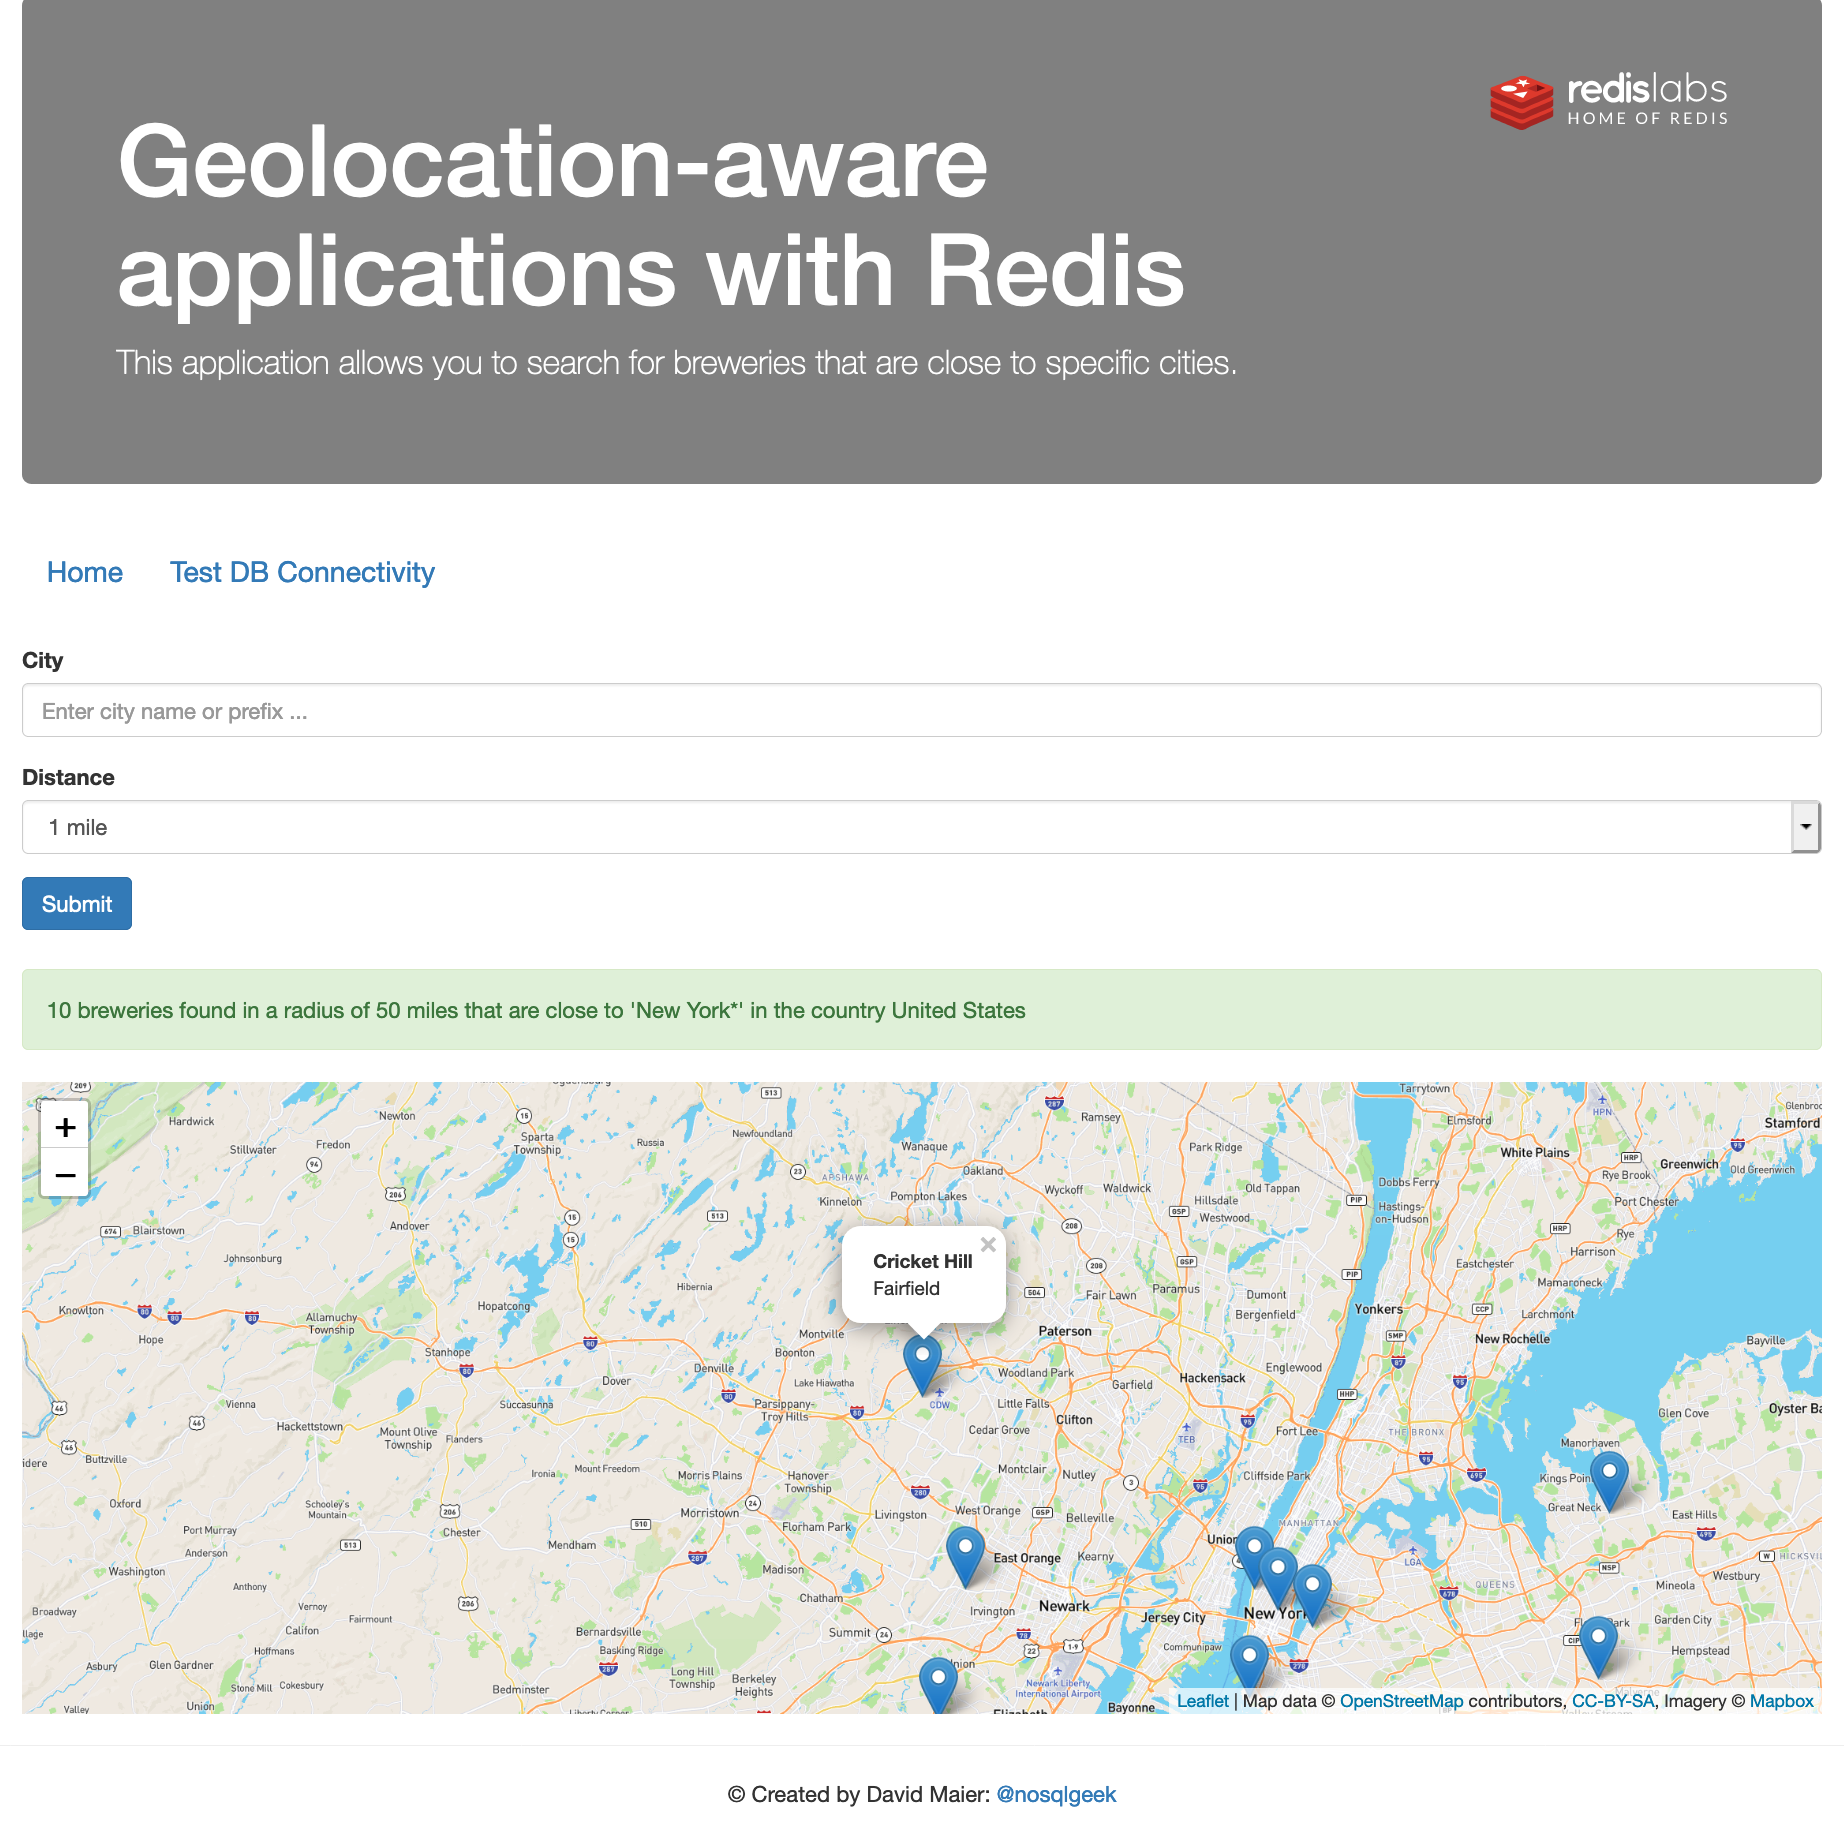 redislabs
HOME OF REDIS
Geolocation-aware
applications with Redis
This application allows you to search for breweries that are close to specific cities.
Home
Test DB Connectivity
City
Enter city name or prefix ...
Distance
1 mile
Submit
10 breweries found in a radius of 50 miles that are close to 'New York*' in the country United States
+
−
Cricket Hill
Fairfield
Hardwick
Newton
Stillwater
Fredon
Sparta
Township
Russia
Newfoundland
Wanaque
Ramsey
Oakland
Park Ridge
Tarrytown
Elmsford
HPN
Stamford
White Plains
Greenwich
Old Greenwich
Rye Brook
Port Chester
Kinnelon
Pompton Lakes
Wyckoff
Waldwick
Hillsdale
Old Tappan
Westwood
Dobbs Ferry
Hastings-
on-Hudson
Blairstown
Andover
Johnsonburg
Hibernia
Rye
Harrison
Eastchester
Mamaroneck
Larchmont
Knowlton
Hope
Allamuchy
Township
Hopatcong
Stanhope
Montville
Boonton
Paterson
Fair Lawn
Paramus
Dumont
Bergenfield
Yonkers
New Rochelle
Bayville
Denville
Lake Hiawatha
Dover
Woodland Park
Garfield
Hackensack
Englewood
Vienna
Hackettstown
Succasunna
Parsippany-
Troy Hills
CDW
Little Falls
Clifton
Cedar Grove
TEB
Fort Lee
THE BRONX
Glen Cove
Oyster Ba
Mount Olive
Township
Flanders
Buttzville
Ironia
Mount Freedom
Morris Plains
Hanover
Township
Montclair
Nutley
Cliffside Park
Manorhaven
Kings Poin
Great Neck
Oxford
Schooley's
Mountain
Port Murray
Anderson
Chester
Morristown
Florham Park
Livingston
West Orange
Belleville
MANHATTAN
East Hills
Mendham
Washington
Anthony
Madison
East Orange
Kearny
Union
LGA
QUEENS
Mineola
Westbury
HICKSVI
Broadway
Vernoy
Califon
Fairmount
Chatham
Irvington
Newark
Jersey City
New York
Garden City
Hoffmans
Bernardsville
Basking Ridge
Summit
Communipaw
Hempstead
Asbury
Glen Gardner
Stone Mill
Cokesbury
Long Hill
Township
Berkeley
Heights
Newark Liberty
International Airport
Valley
Union
Bedminster
Elizabeth
Bayonne
Leaflet | Map data © OpenStreetMap contributors, CC-BY-SA, Imagery © Mapbox
© Created by David Maier: @nosqlgeek